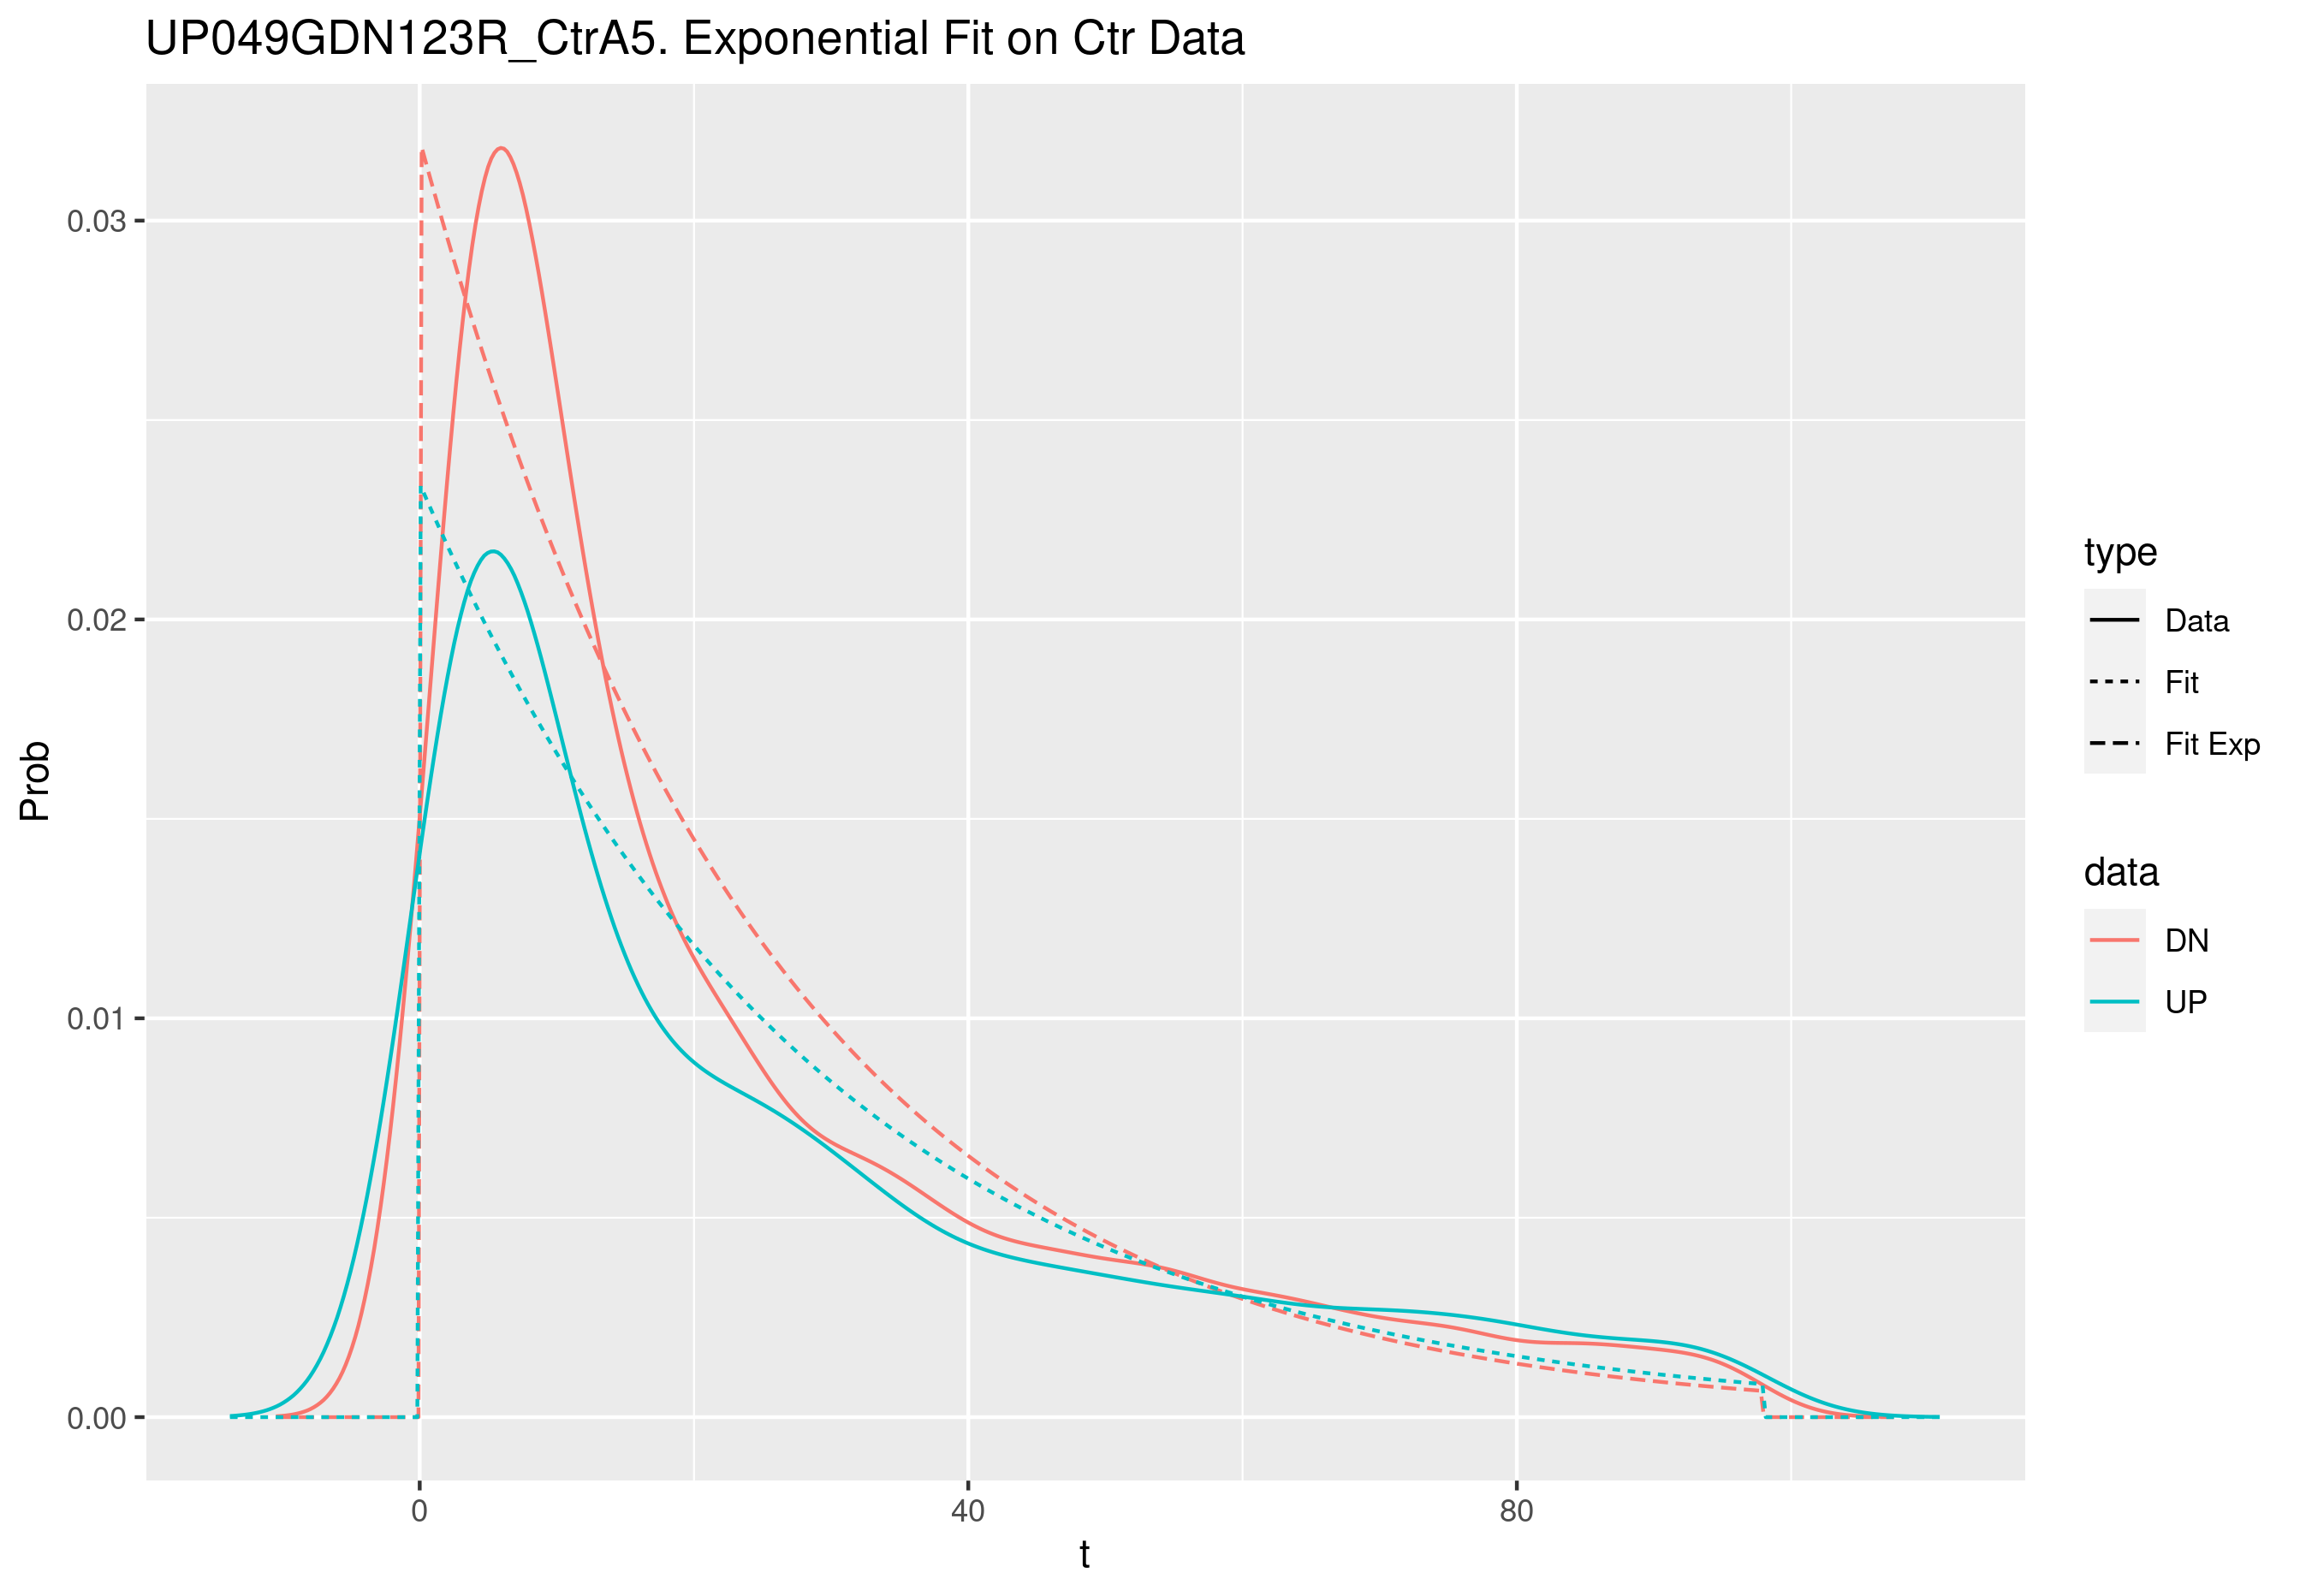 UP049GDN123R_CtrA5. Exponential Fit on Ctr Data
0.03
0.02
0.01
0.00
Prob
0
40
80
t
type
Data
Fit
Fit Exp
data
DN
UP